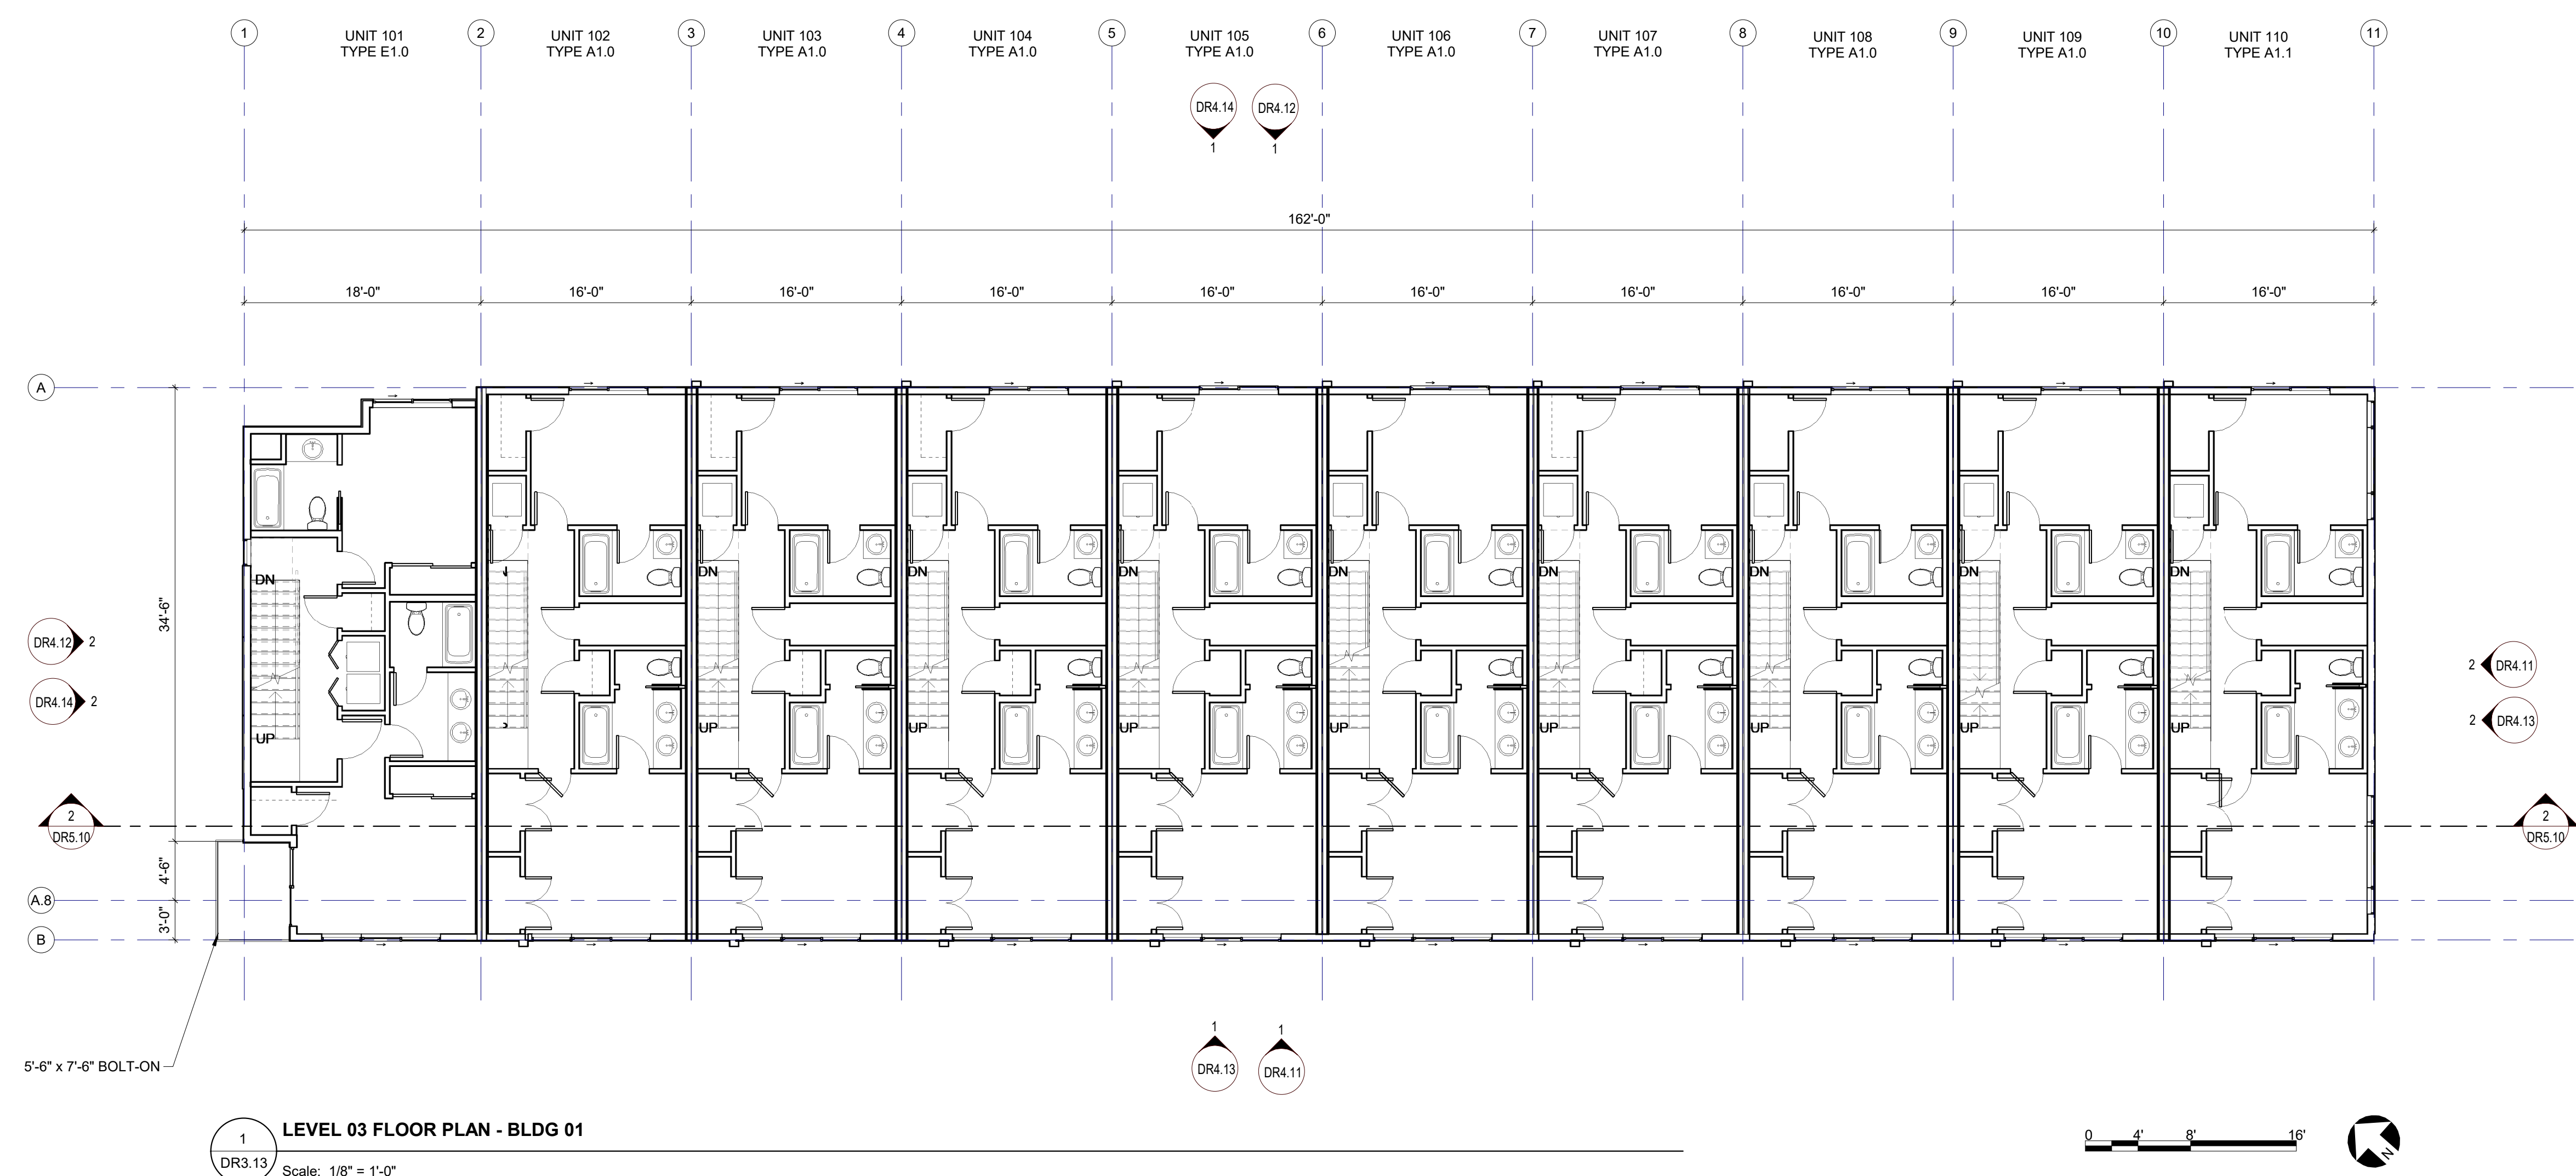 1
UNIT 101
TYPE E1.0
2
UNIT 102
TYPE A1.0
3
UNIT 103
TYPE A1.0
4
UNIT 104
TYPE A1.0
5
UNIT 105
TYPE A1.0
6
UNIT 106
TYPE A1.0
7
UNIT 107
TYPE A1.0
8
UNIT 108
TYPE A1.0
9
UNIT 109
TYPE A1.0
10
UNIT 110
TYPE A1.1
11
DR4.14
1
DR4.12
1
162'-0"
18'-0"
16'-0"
16'-0"
16'-0"
16'-0"
16'-0"
16'-0"
16'-0"
16'-0"
16'-0"
A
34'-6"
DN
DN
DN
DN
DN
DN
DN
DN
DN
DR4.12
2
DR4.14
2
2
DR4.11
2
DR4.13
UP
UP
UP
UP
UP
UP
UP
UP
UP
2
DR5.10
2
DR5.10
4'-6"
A.8
3'-0"
B
5'-6" x 7'-6" BOLT-ON
1
DR4.13
1
DR4.11
1
DR3.13
LEVEL 03 FLOOR PLAN - BLDG 01
Scale: 1/8" = 1'-0"
0 4' 8' 16'
N